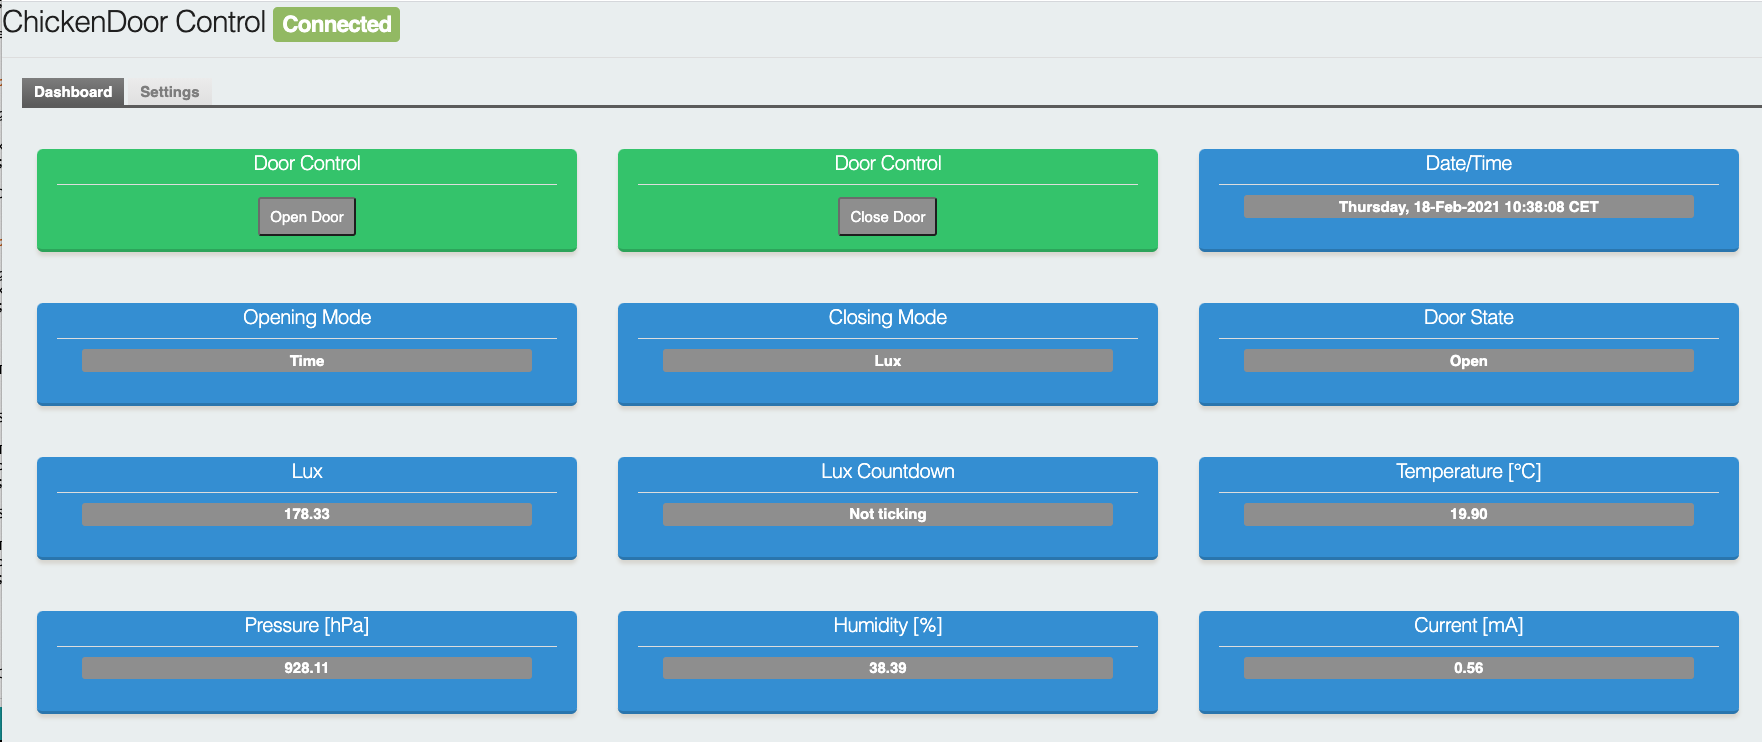 ChickenDoor Control Connected
Dashboard Settings
Door Control
Open Door
Door Control
Close Door
Date/Time
Thursday, 18-Feb-2021 10:38:08 CET
Opening Mode
Time
Closing Mode
Lux
Door State
Open
Lux
178.33
Lux Countdown
Not ticking
Temperature [°C]
19.90
Pressure [hPa]
928.11
Humidity [%]
38.39
Current [mA]
0.56